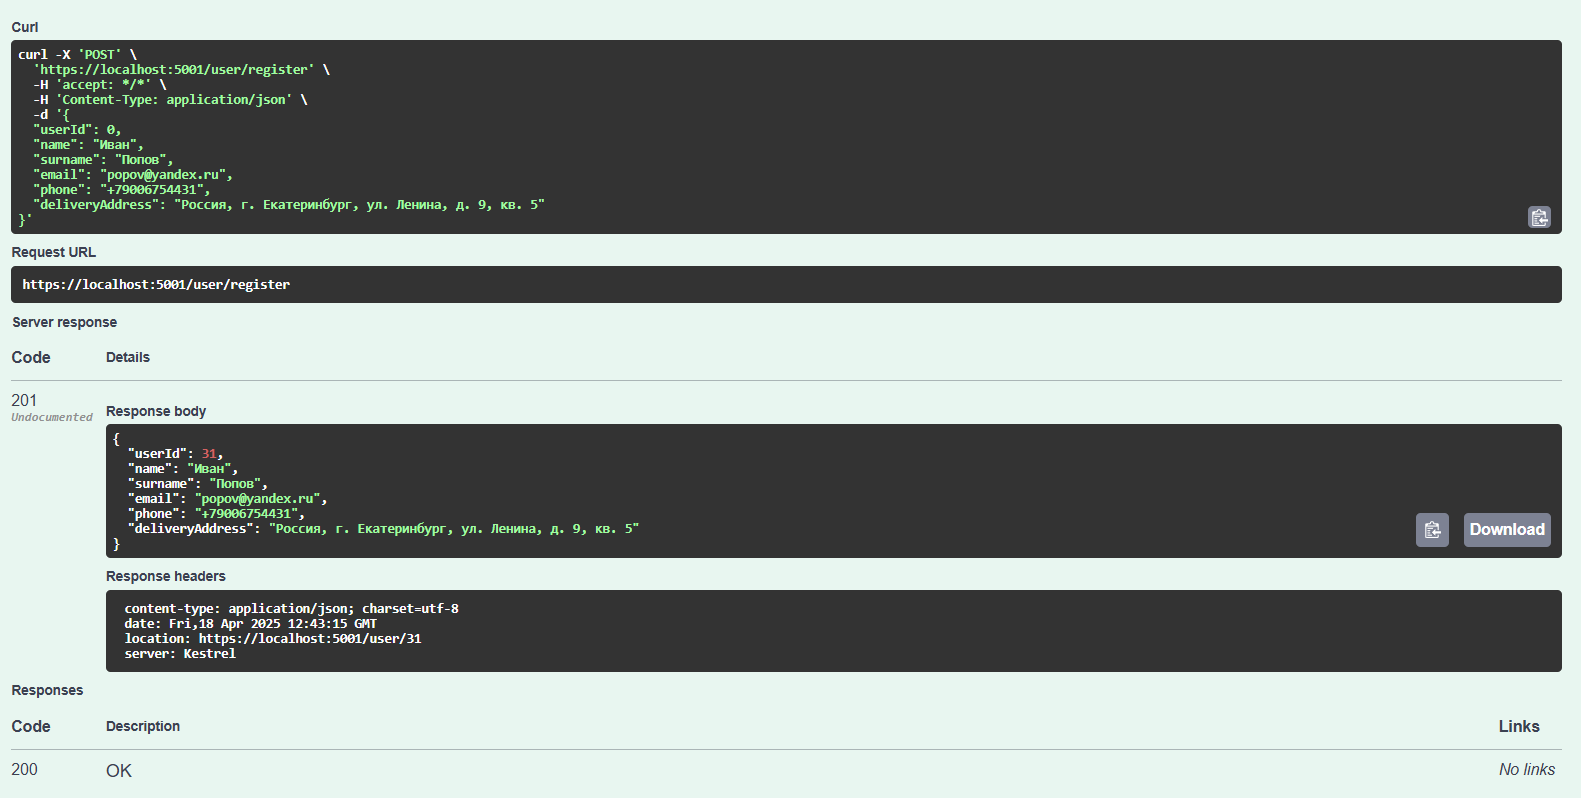 Curl
curl -X 'POST' \
'https://localhost:5001/user/register' \
-H 'accept: */*' \
-H 'Content-Type: application/json' \
-d '{
"userId": 0,
"name": "Иван",
"surname": "Попов",
"email": "popov@yandex.ru",
"phone": "+79006754431",
"deliveryAddress": "Россия, г. Екатеринбург, ул. Ленина, д. 9, кв. 5"
}'
Request URL
https://localhost:5001/user/register
Server response
Code Details
201
Undocumented
Response body
{
"userId": 31,
"name": "Иван",
"surname": "Попов",
"email": "popov@yandex.ru",
"phone": "+79006754431",
"deliveryAddress": "Россия, г. Екатеринбург, ул. Ленина, д. 9, кв. 5"
}
Download
Response headers
content-type: application/json; charset=utf-8
date: Fri,18 Apr 2025 12:43:15 GMT
location: https://localhost:5001/user/31
server: Kestrel
Responses
Code Description Links
200 OK No links